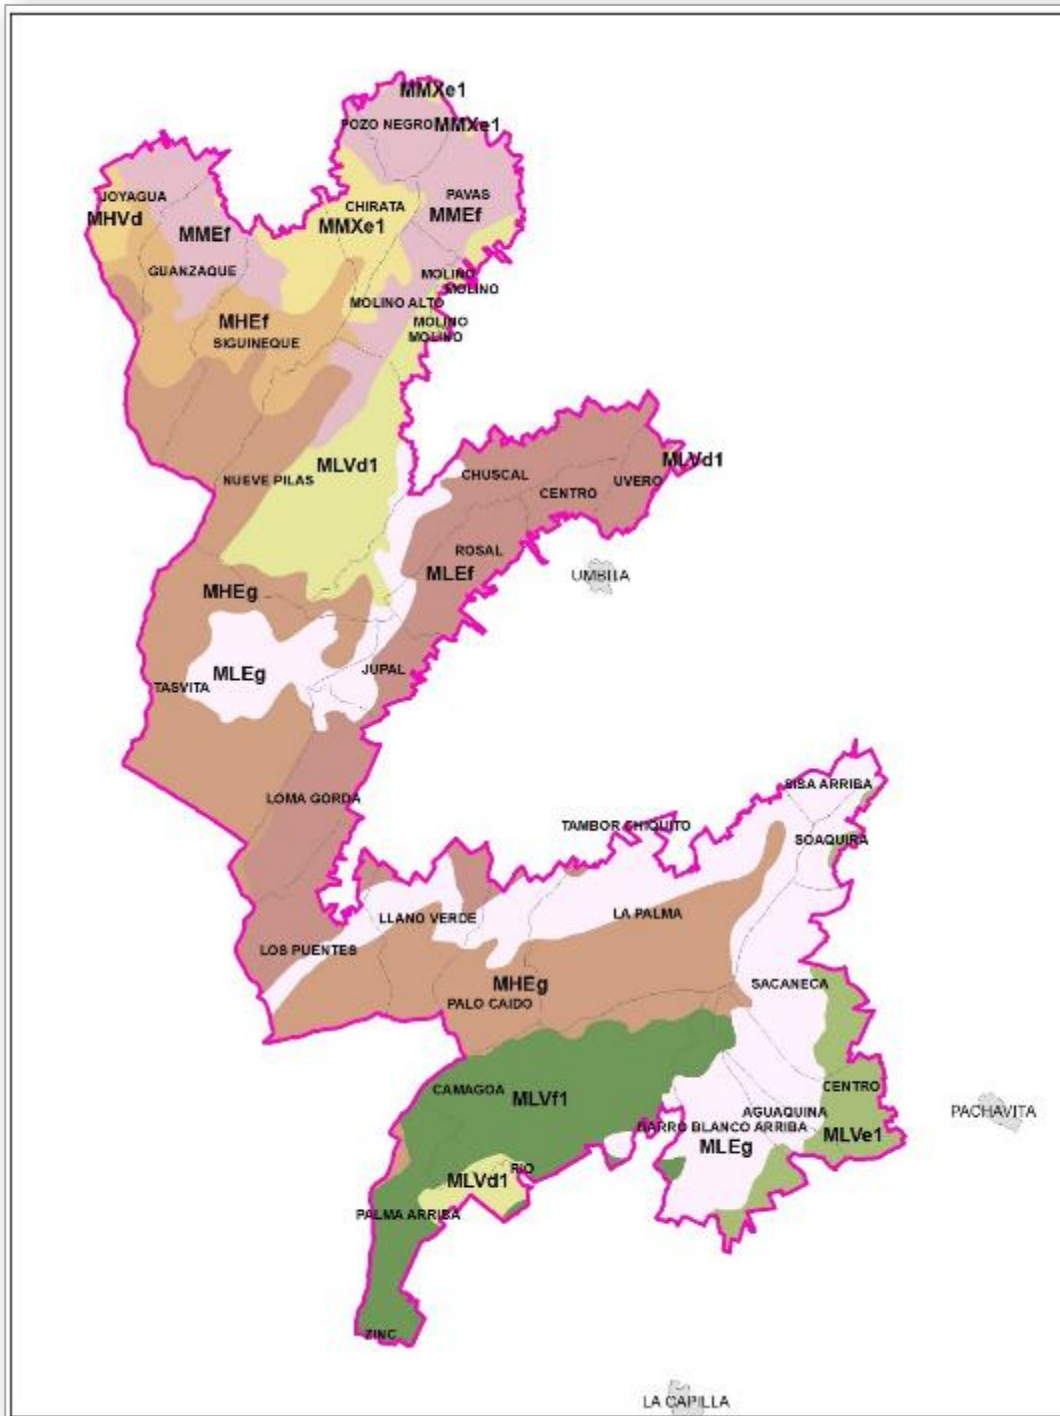 MMXe1
POZO NEGRO
MMXe1
JOYAGUA
PAVAS
CHIRATA
MHVd
MMEf
MMXe1
MMEf
GUANZAQUE
MOLINO
MOLINO
MOLINO ALTO
MHEf
MOLINO
SIGUINEQUE
MOLINO
MLVd1
MLVd1
CHUSCAL
NUEVE PILAS
UVERO
CENTRO
ROSAL
MLEf
UMBITA
MHEg
MLEg
JUPAL
TASVITA
SISA ARRIBA
LOMA GORDA
TAMBOR CHIQUITO
SOAQUIRA
LLANO VERDE
LA PALMA
LOS PUENTES
MHEg
SACANECA
PALO CAIDO
CAMAGOA
MLVf1
CENTRO
AGUAQUINA
PACHAVITA
BARRO BLANCO ARRIBA
MLVe1
MLEg
RIO
MLVd1
PALMA ARRIBA
ZINC
LA CAPILLA